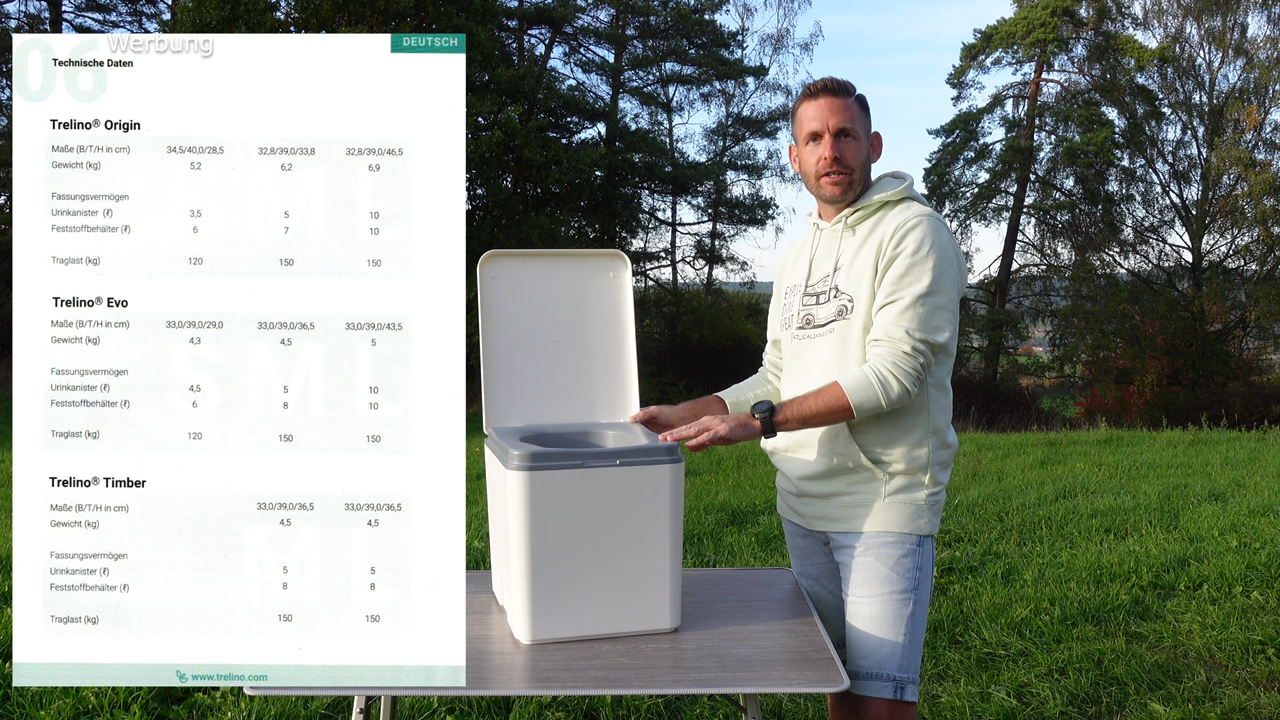 Werbung
06
DEUTSCH
Technische Daten
Trelino® Origin
Maße (B/T/H in cm) 34,5/40,0/28,5 32,8/39,0/33,8 32,8/39,0/46,5
Gewicht (kg) 5,2 6,2 6,9
Fassungsvermögen
Urinkanister (ℓ) 3,5 5 10
Feststoffbehälter (ℓ) 6 7 10
Traglast (kg) 120 150 150
Trelino® Evo
Maße (B/T/H in cm) 33,0/39,0/29,0 33,0/39,0/36,5 33,0/39,0/43,5
Gewicht (kg) 4,3 4,5 5
Fassungsvermögen
S M L
Urinkanister (ℓ) 4,5 5 10
Feststoffbehälter (ℓ) 6 8 10
Traglast (kg) 120 150 150
Trelino® Timber
Maße (B/T/H in cm) 33,0/39,0/36,5 33,0/39,0/36,5
Gewicht (kg) 4,5 4,5
Fassungsvermögen
M L
Urinkanister (ℓ) 5 5
Feststoffbehälter (ℓ) 8 8
Traglast (kg) 150 150
www.trelino.com